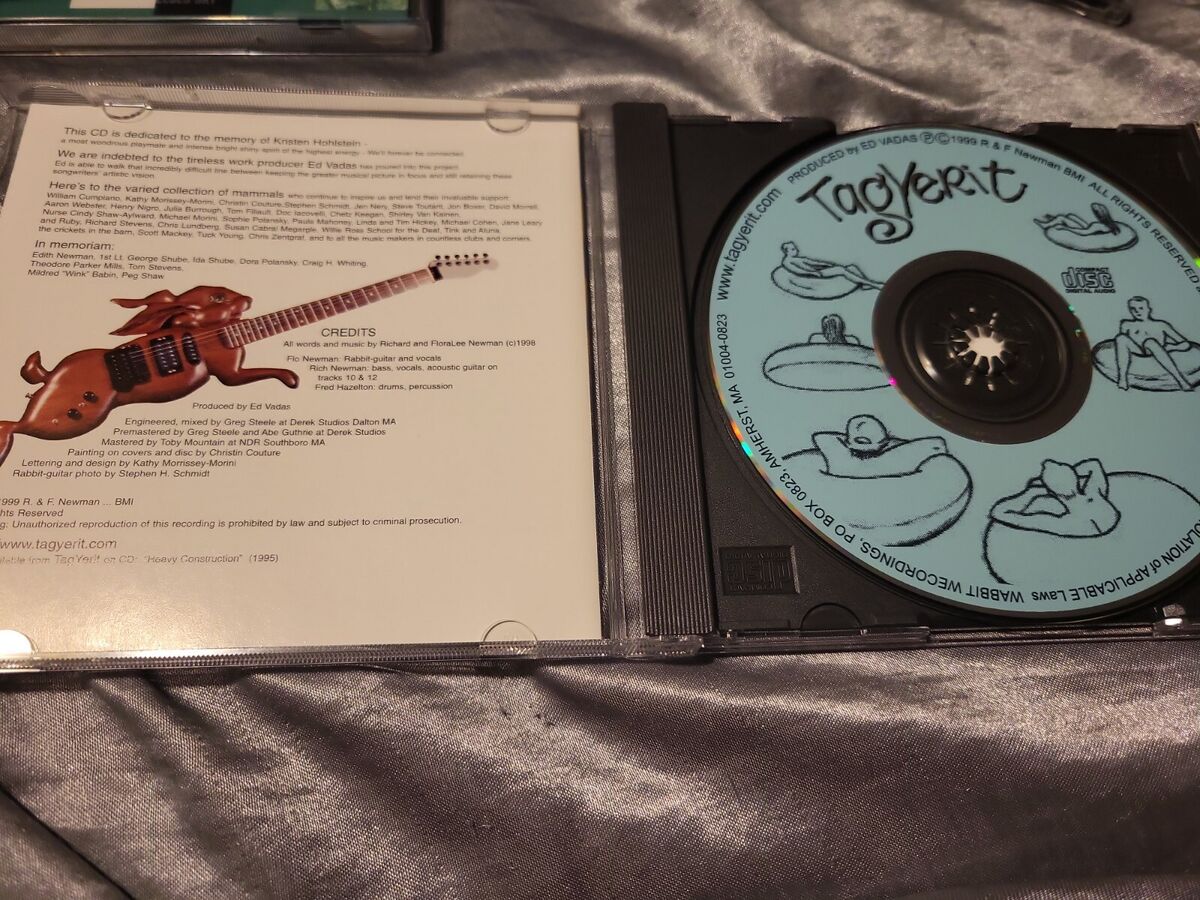 This CD is dedicated to the memory of Kristen Hohlstein -
a most wondrous playmate and intense bright shiny spirit of the highest energy - We'll forever be connected.
We are indebted to the tireless work producer Ed Vadas has poured into this project.
Ed is able to walk that incredibly difficult line between keeping the greater musical picture in focus and still retaining these
songwriters' artistic vision.
Here's to the varied collection of mammals who continue to inspire us and lend their invaluable support:
William Cumpiano, Kathy Morissey-Morini, Christin Couture, Stephen Schmidt, Jen Nery, Steve Toutant, Jon Boxer, David Morrell,
Aaron Webster, Henry Nigro, Julia Burrough, Tom Filiault, Doc Iacovelli, Chetz Keegan, Shirley Van Kainen,
Nurse Cindy Shaw-Aylward, Michael Morini, Sophie Polansky, Paula Mahoney, Linda and Tim Hickey, Michael Cohen, Jane Leary
and Ruby, Richard Stevens, Chris Lundberg, Susan Cabral Megargle, Willie Ross School for the Deaf, Tink and Aluna,
the crickets in the barn, Scott Mackey, Tuck Young, Chris Zentgraf, and to all the music makers in countless clubs and corners.
In memoriam:
Edith Newman, 1st Lt. George Shube, Ida Shube, Dora Polansky, Craig H. Whiting,
Theodore Parker Mills, Tom Stevens,
Mildred "Wink" Babin, Peg Shaw
CREDITS
All words and music by Richard and FloraLee Newman (c)1998
Flo Newman: Rabbit-guitar and vocals
Rich Newman: bass, vocals, acoustic guitar on
tracks 10 & 12
Fred Hazelton: drums, percussion
Produced by Ed Vadas
Engineered, mixed by Greg Steele at Derek Studios Dalton MA
Premastered by Greg Steele and Abe Guthrie at Derek Studios
Mastered by Toby Mountain at NDR Southboro MA
Painting on covers and disc by Christin Couture
Lettering and design by Kathy Morrissey-Morini
Rabbit-guitar photo by Stephen H. Schmidt
1999 R. & F. Newman ... BMI
hts Reserved
g: Unauthorized reproduction of this recording is prohibited by law and subject to criminal prosecution.
/www.tagyerit.com
ilable from TagYerit on CD: "Heavy Construction" (1995)
TagYerit
www.tagyerit.com PRODUCED by ED VADAS ℗©1999 R. & F Newman BMI ALL RIGHTS RESERVED
OLATION of APPLICABLE Laws WABBIT WECORDINGS, PO BOX 0823, AMHERST, MA 01004-0823
COMPACT
disc
DIGITAL AUDIO